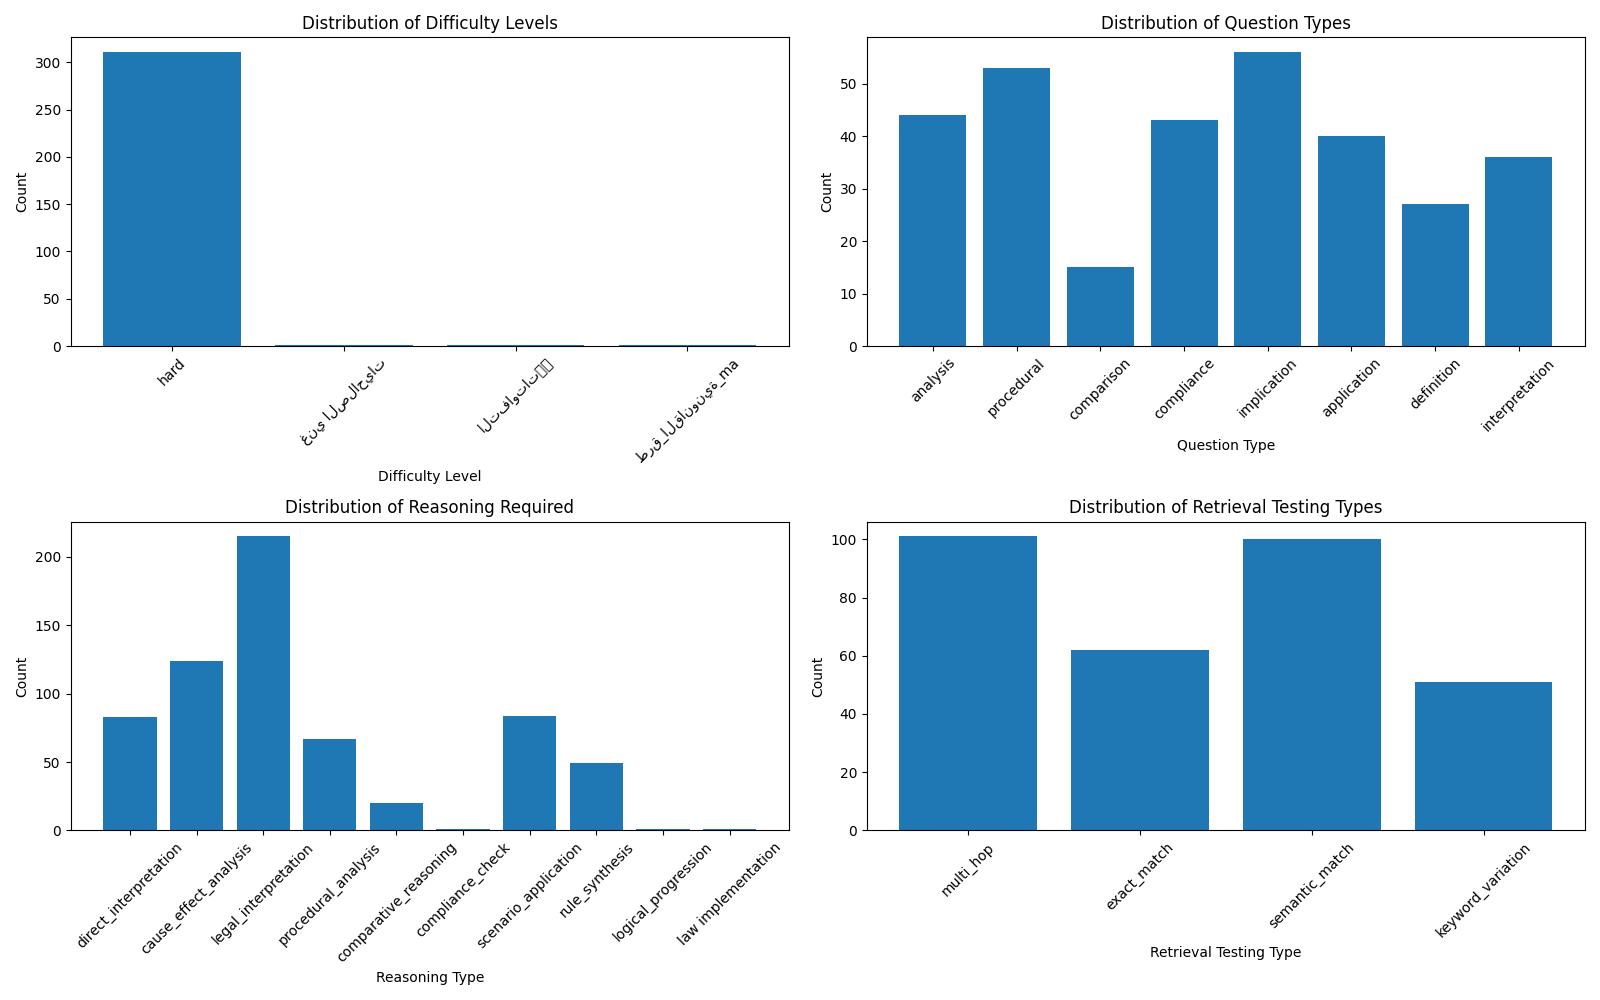 Distribution of Difficulty Levels
Count
300
250
200
150
100
50
0
hard
غني الصلاحيات
التفاوتات
طرق_القانونية_ma
Difficulty Level
Distribution of Question Types
Count
50
40
30
20
10
0
analysis
procedural
comparison
compliance
implication
application
definition
interpretation
Question Type
Distribution of Reasoning Required
Count
200
150
100
50
0
direct_interpretation
cause_effect_analysis
legal_interpretation
procedural_analysis
comparative_reasoning
compliance_check
scenario_application
rule_synthesis
logical_progression
law implementation
Reasoning Type
Distribution of Retrieval Testing Types
Count
100
80
60
40
20
0
multi_hop
exact_match
semantic_match
keyword_variation
Retrieval Testing Type